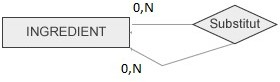 0,N
INGREDIENT
Substitut
0,N